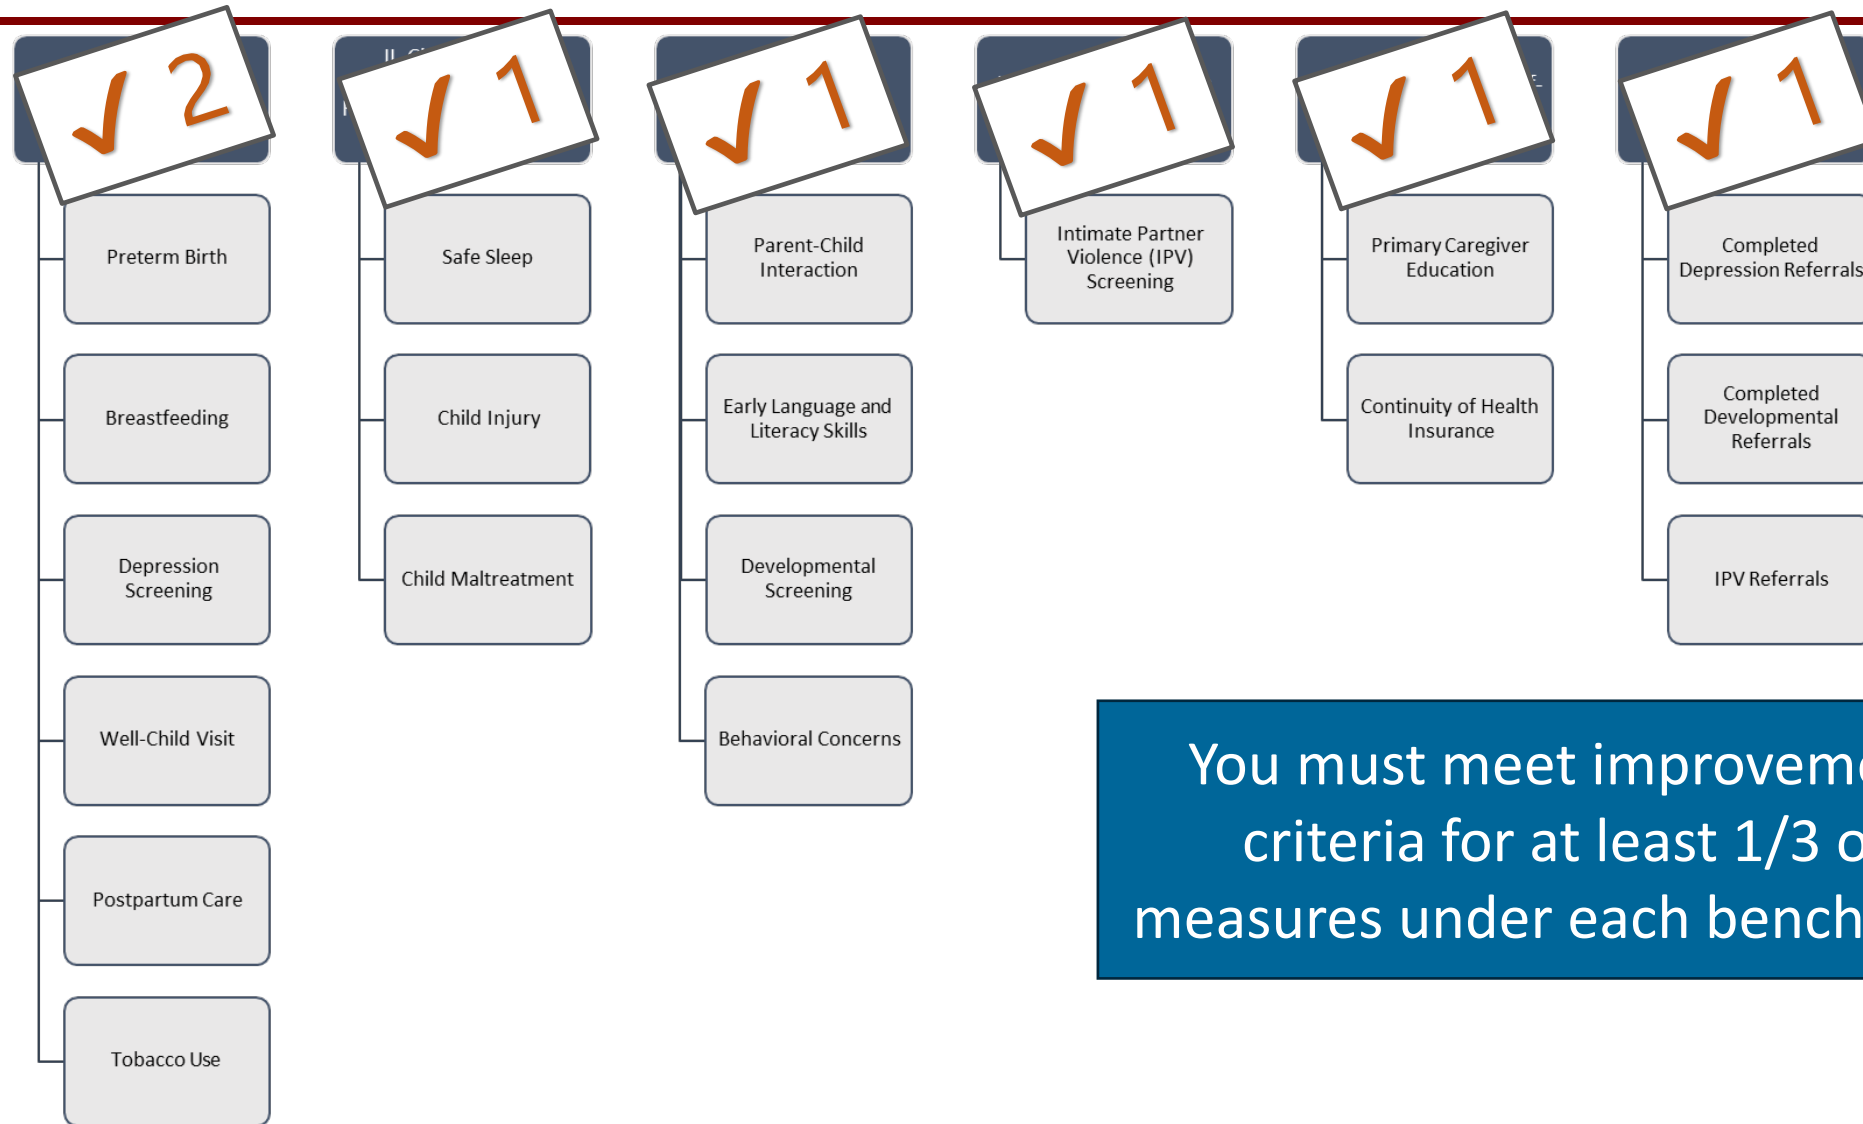 ✓ 2
✓ 1
✓ 1
✓ 1
✓ 1
✓ 1
Preterm Birth
Breastfeeding
Depression
Screening
Well-Child Visit
Postpartum Care
Tobacco Use
Safe Sleep
Child Injury
Child Maltreatment
Parent-Child
Interaction
Early Language and
Literacy Skills
Developmental
Screening
Behavioral Concerns
Intimate Partner
Violence (IPV)
Screening
Primary Caregiver
Education
Continuity of Health
Insurance
Completed
Depression Referrals
Completed
Developmental
Referrals
IPV Referrals
You must meet
criteria for at least 1/3
measures under each